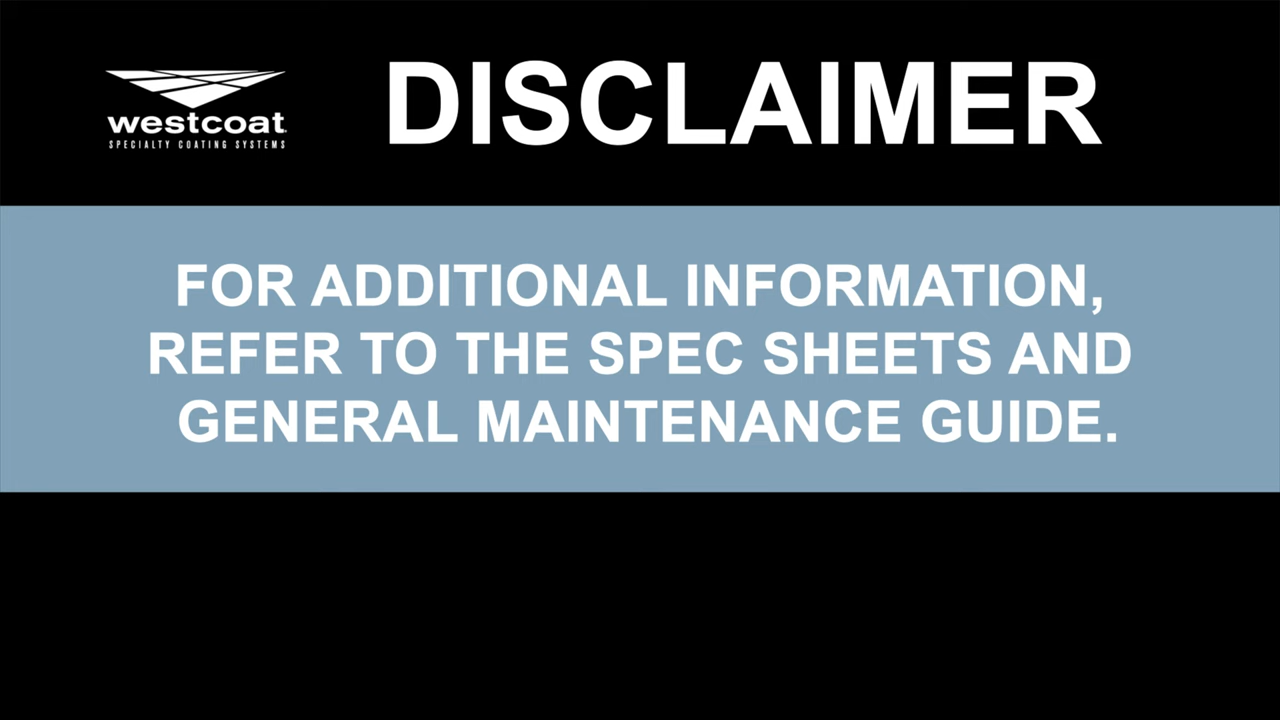 westcoat
SPECIALTY COATING SYSTEMS
DISCLAIMER
FOR ADDITIONAL INFORMATION,
REFER TO THE SPEC SHEETS AND
GENERAL MAINTENANCE GUIDE.